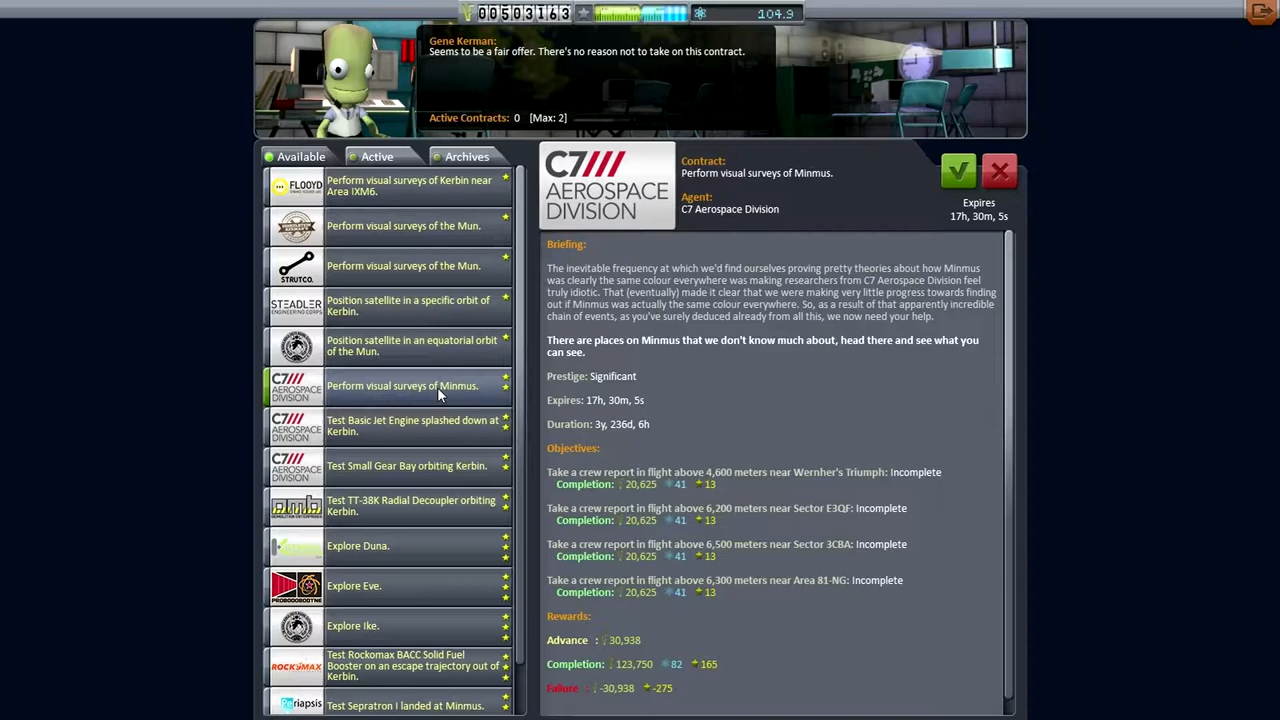 00503163
104.9
Gene Kerman:
Seems to be a fair offer. There's no reason not to take on this contract.
Active Contracts: 0 [Max: 2]
Available
Active
Archives
FLOOYD
Perform visual surveys of Kerbin near
Area IXM6.
Perform visual surveys of the Mun.
STRUTCO.
Perform visual surveys of the Mun.
STEADLER
ENGINEERING CORPS
Position satellite in a specific orbit of
Kerbin.
Position satellite in an equatorial orbit
of the Mun.
C7///
AEROSPACE
DIVISION
Perform visual surveys of Minmus.
C7///
AEROSPACE
DIVISION
Test Basic Jet Engine splashed down at
Kerbin.
C7///
AEROSPACE
DIVISION
Test Small Gear Bay orbiting Kerbin.
Test TT-38K Radial Decoupler orbiting
Kerbin.
Explore Duna.
PROBODOBODYNE
Explore Eve.
Explore Ike.
ROCKOMAX
Test Rockomax BACC Solid Fuel
Booster on an escape trajectory out of
Kerbin.
Periapsis
Test Sepratron I landed at Minmus.
C7///
AEROSPACE
DIVISION
Contract:
Perform visual surveys of Minmus.
Agent:
C7 Aerospace Division
Expires
17h, 30m, 5s
Briefing:
The inevitable frequency at which we'd find ourselves proving pretty theories about how Minmus
was clearly the same colour everywhere was making researchers from C7 Aerospace Division feel
truly idiotic. That (eventually) made it clear that we were making very little progress towards finding
out if Minmus was actually the same colour everywhere. So, as a result of that apparently incredible
chain of events, as you've surely deduced already from all this, we now need your help.
There are places on Minmus that we don't know much about, head there and see what you
can see.
Prestige: Significant
Expires: 17h, 30m, 5s
Duration: 3y, 236d, 6h
Objectives:
Take a crew report in flight above 4,600 meters near Wernher's Triumph: Incomplete
Completion: 20,625 41 13
Take a crew report in flight above 6,200 meters near Sector E3QF: Incomplete
Completion: 20,625 41 13
Take a crew report in flight above 6,500 meters near Sector 3CBA: Incomplete
Completion: 20,625 41 13
Take a crew report in flight above 6,300 meters near Area 81-NG: Incomplete
Completion: 20,625 41 13
Rewards:
Advance : 30,938
Completion: 123,750 82 165
Failure : -30,938 -275